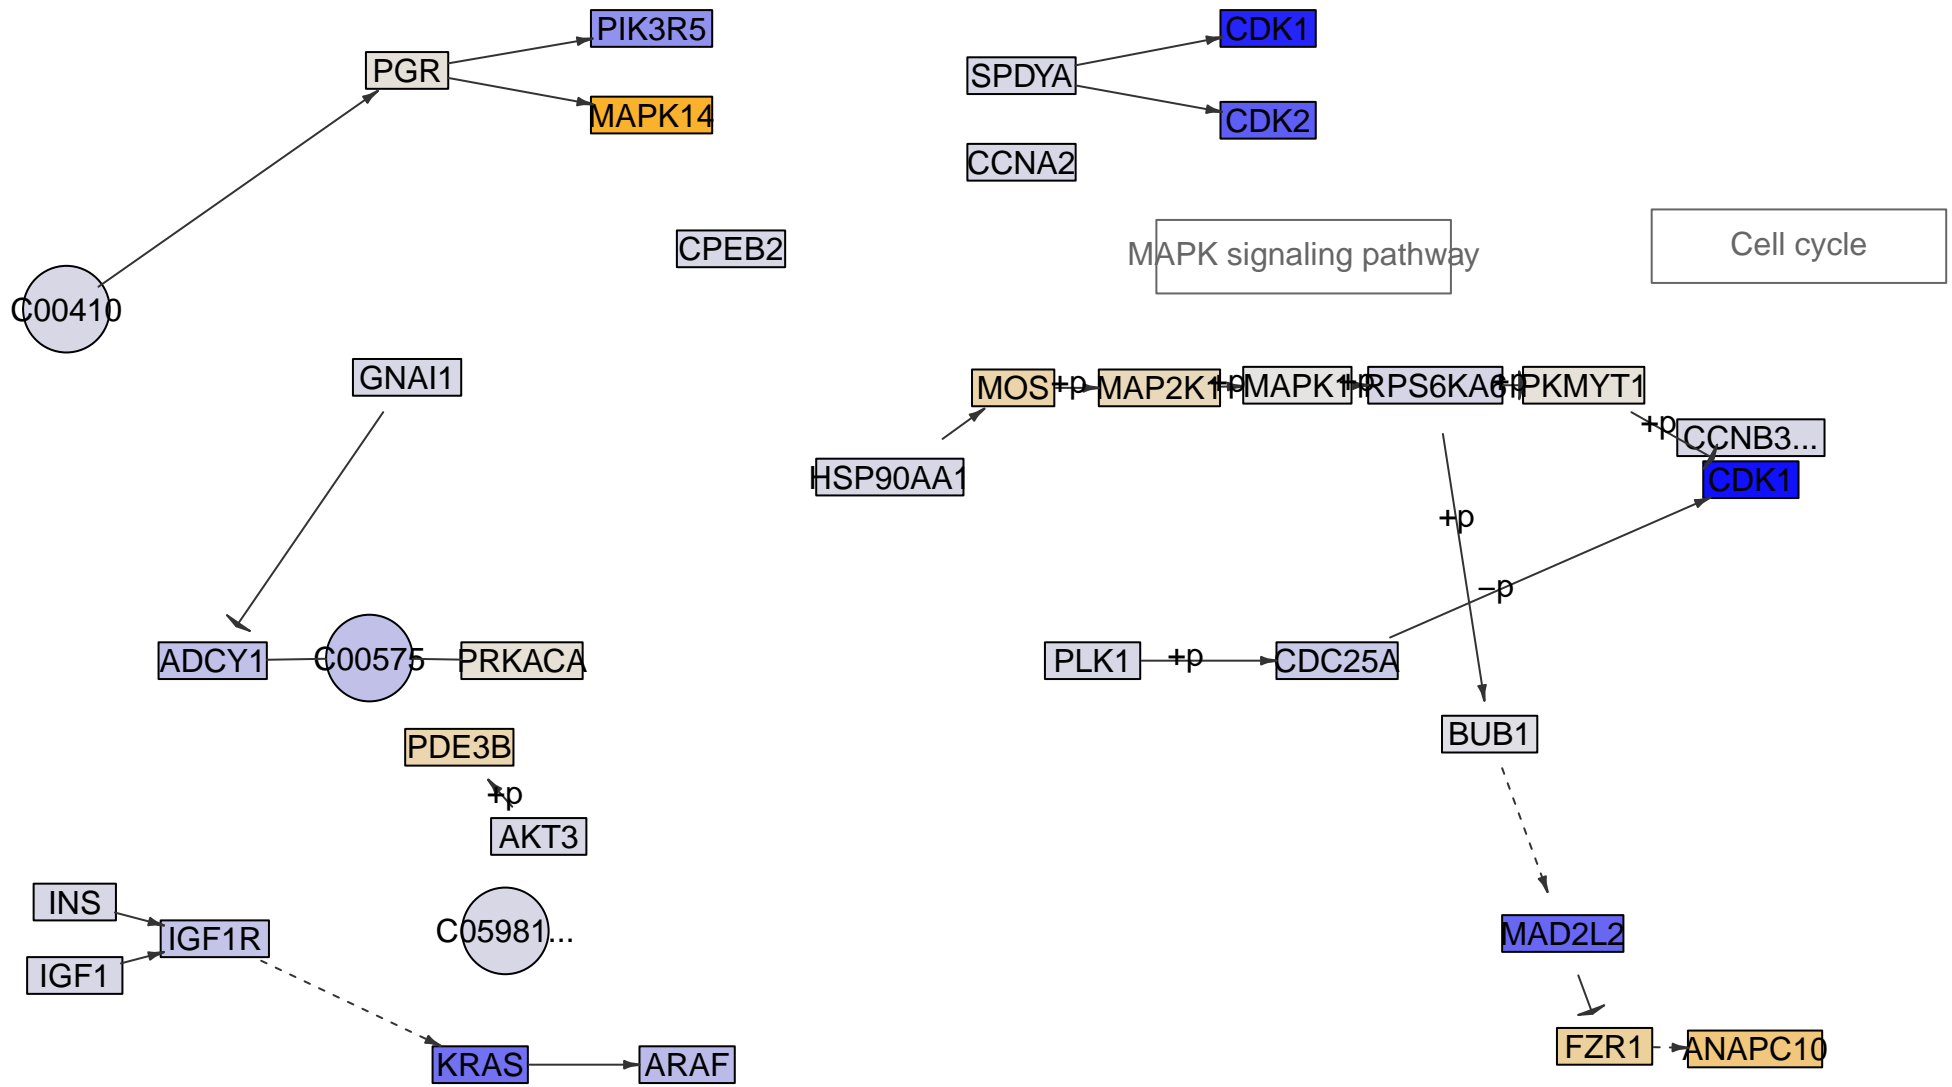 PIK3R5
CDK1
PGR
SPDYA
MAPK14
CDK2
CCNA2
CPEB2
MAPK signaling pathway
Cell cycle
C00410
GNAI1
MOS
+p
MAP2K1
+p
MAPK1
+p
RPS6KA6
+p
PKMYT1
+p
CCNB3...
HSP90AA1
CDK1
+p
−p
ADCY1
C00575
PRKACA
PLK1
+p
CDC25A
BUB1
PDE3B
+p
AKT3
INS
IGF1R
C05981...
MAD2L2
IGF1
KRAS
ARAF
FZR1
ANAPC10